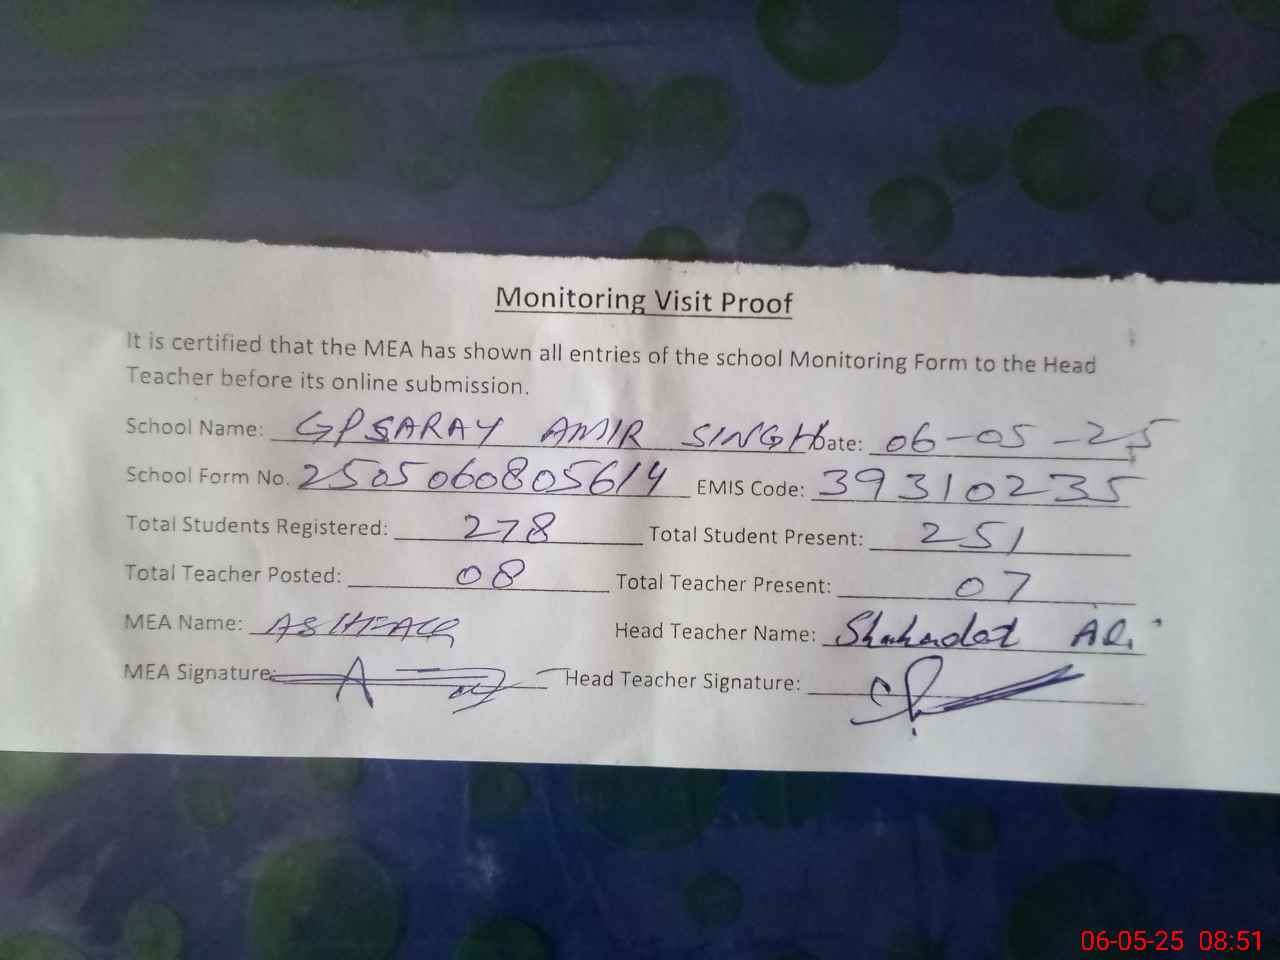 Monitoring Visit Proof
It is certified that the MEA has shown all entries of the school Monitoring Form to the Head
Teacher before its online submission.
School Name: GPS SARAY AMIR SINGH Date: 06-05-25
School Form No. 2505060805614 EMIS Code: 39310235
Total Students Registered: 278 Total Student Present: 251
Total Teacher Posted: 08 Total Teacher Present: 07
MEA Name: Head Teacher Name: Shahadat Ali
MEA Signature: Head Teacher Signature:
06-05-25 08:51